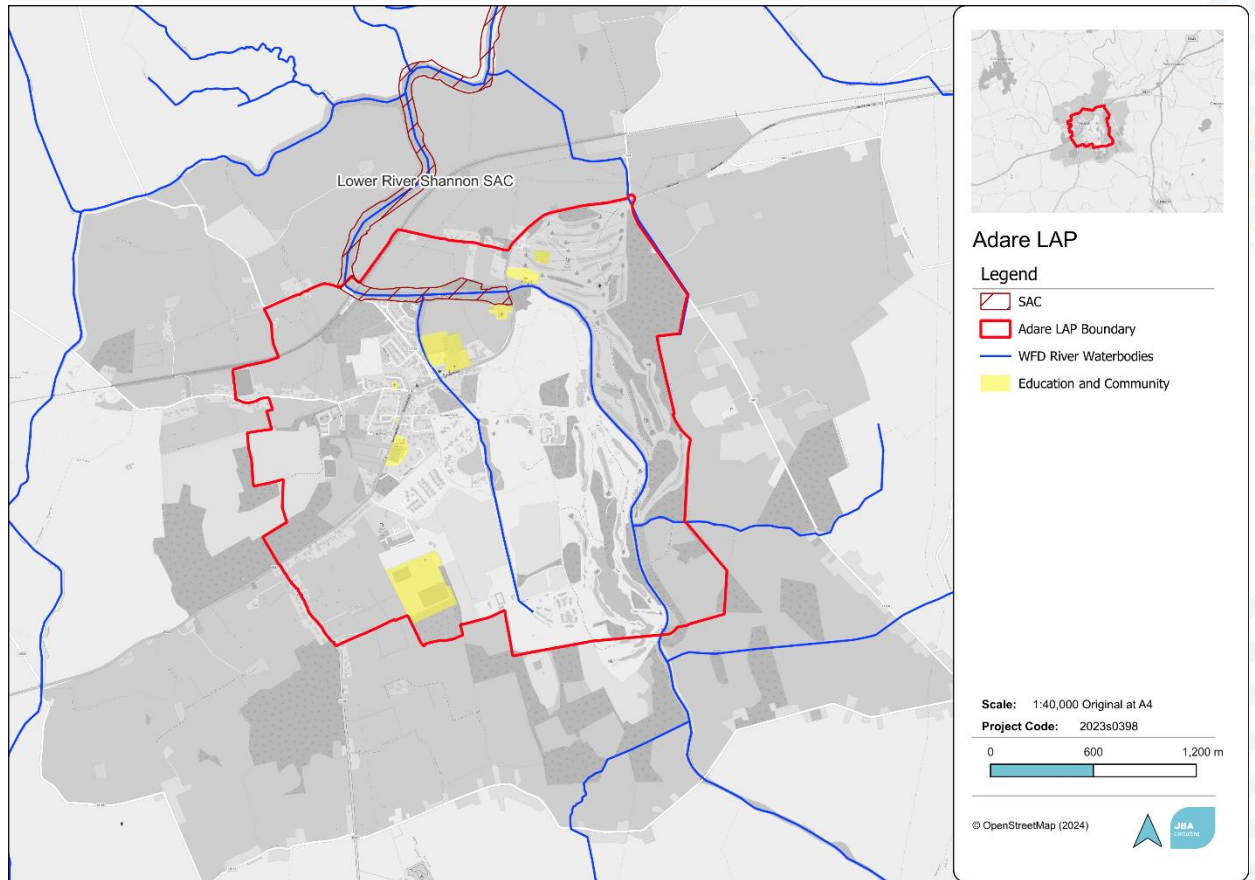 Lower River Shannon SAC
Adare LAP
Legend
SAC
Adare LAP Boundary
WFD River Waterbodies
Education and Community
Scale: 1:40,000 Original at A4
Project Code: 2023s0398
0 600 1,200 m
© OpenStreetMap (2024)
JBA
consulting